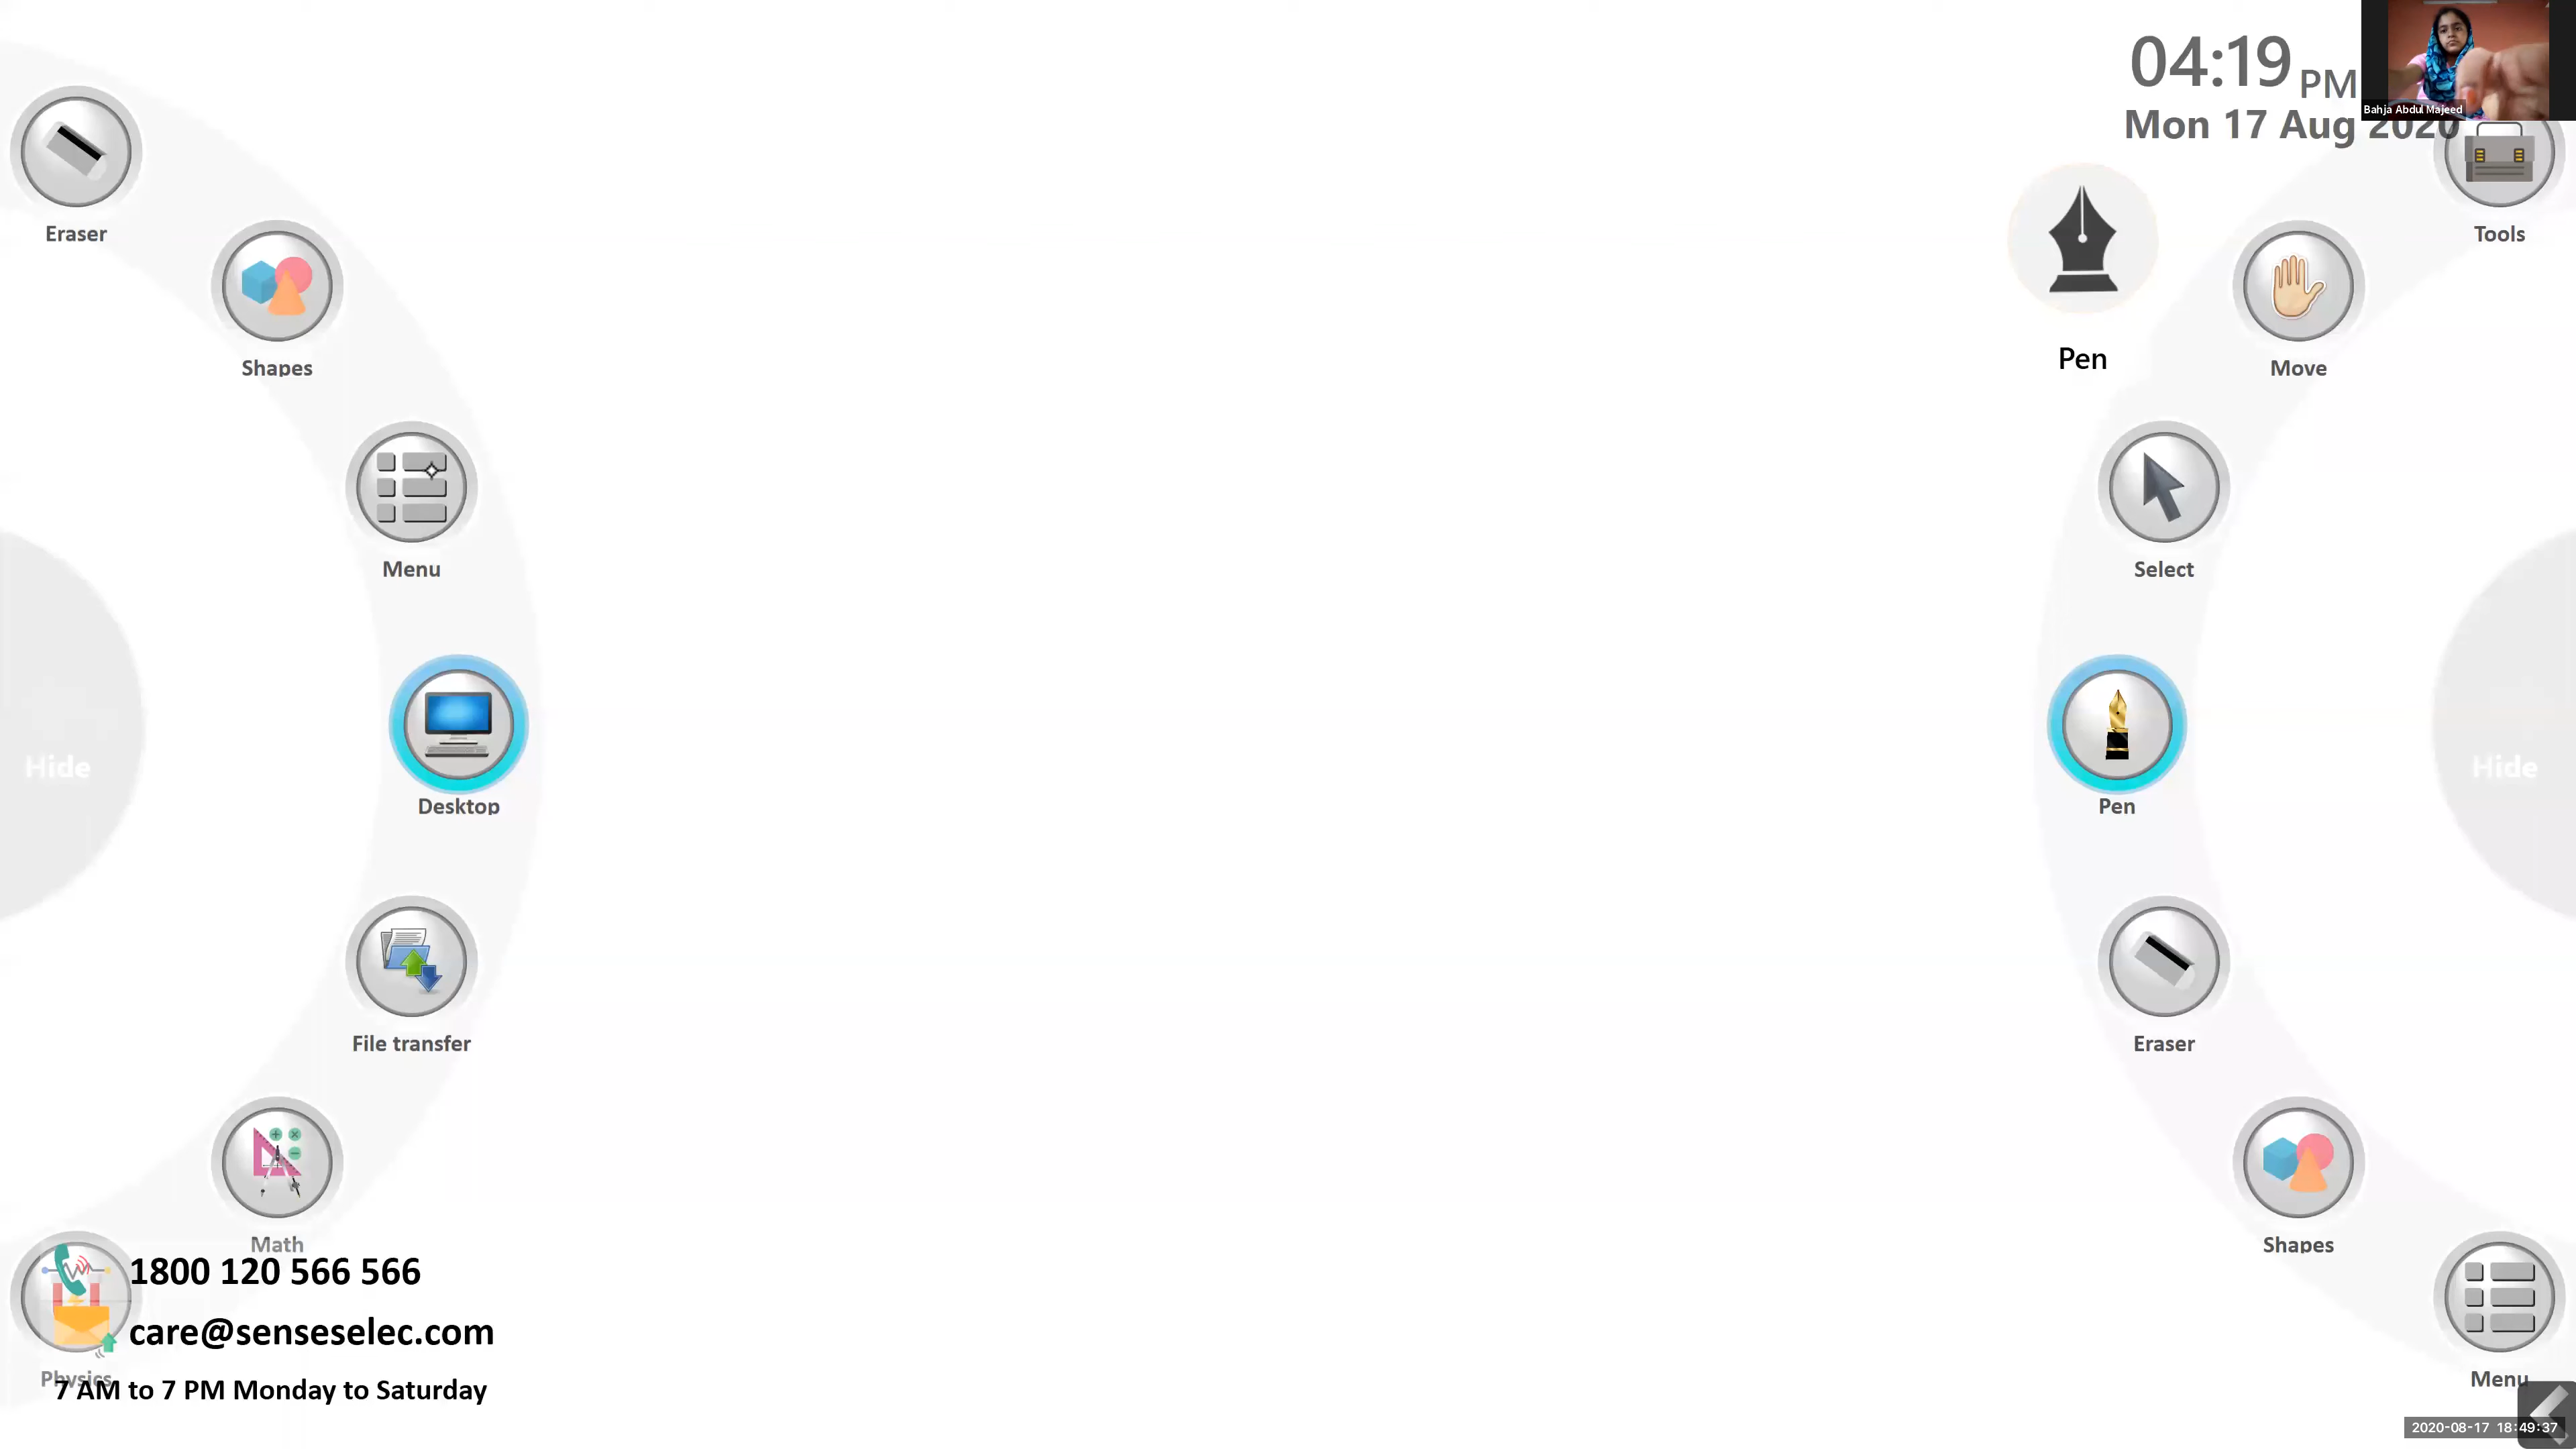 04:19 PM
Bahja Abdul Majeed
Mon 17 Aug 2020
Eraser
Tools
Shapes
Pen
Move
Menu
Select
Hide
Hide
Desktop
Pen
File transfer
Eraser
Math
Shapes
1800 120 566 566
care@senseselec.com
Physics
Menu
7 AM to 7 PM Monday to Saturday
2020-08-17 18:49:37